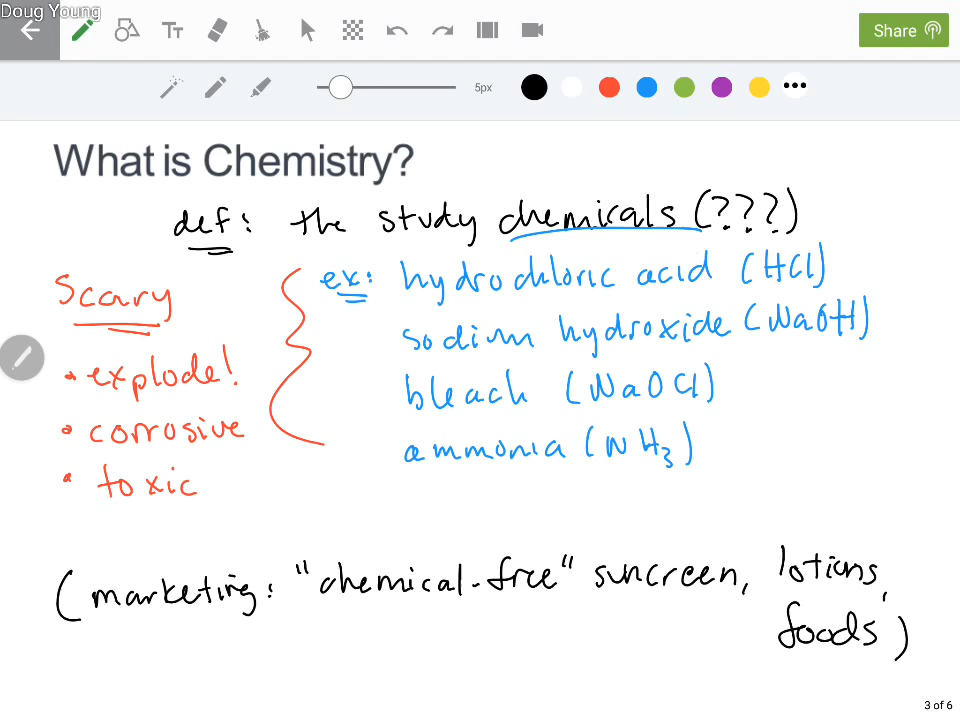 Doug Young
Share
5px
What is Chemistry?
def: the study chemicals (???)
ex: hydrochloric acid (HCl)
Scary
sodium hydroxide (NaOH)
• explode!
bleach (NaOCl)
• corrosive
ammonia (NH3)
• toxic
(marketing: "chemical-free" suncreen, lotions,
foods)
3 of 6